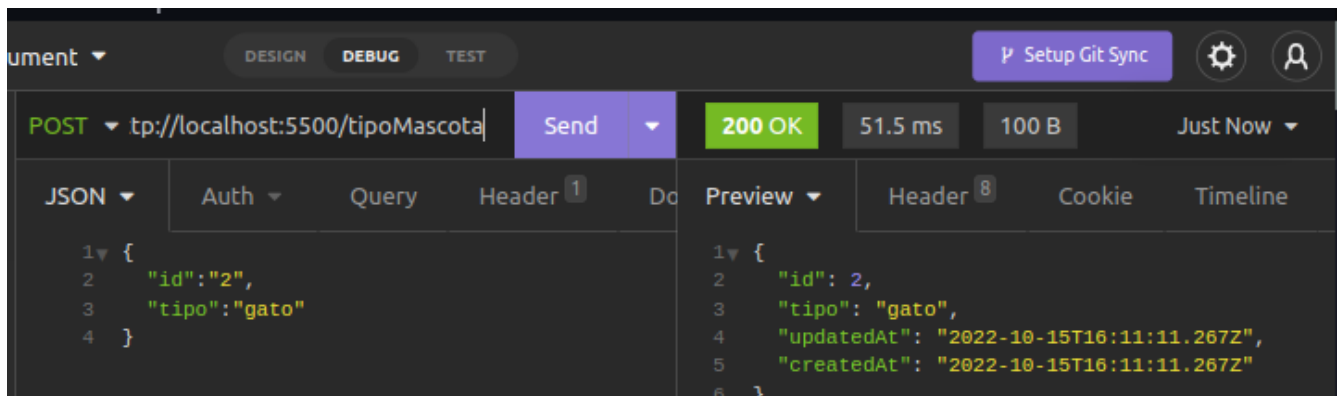 ument
DESIGN DEBUG TEST
Setup Git Sync
POST tp://localhost:5500/tipoMascota Send
200 OK 51.5 ms 100 B Just Now
JSON Auth Query Header 1 Do
Preview Header 8 Cookie Timeline
1 {
2 "id":"2",
3 "tipo":"gato"
4 }
1 {
2 "id": 2,
3 "tipo": "gato",
4 "updatedAt": "2022-10-15T16:11:11.267Z",
5 "createdAt": "2022-10-15T16:11:11.267Z"
6 }